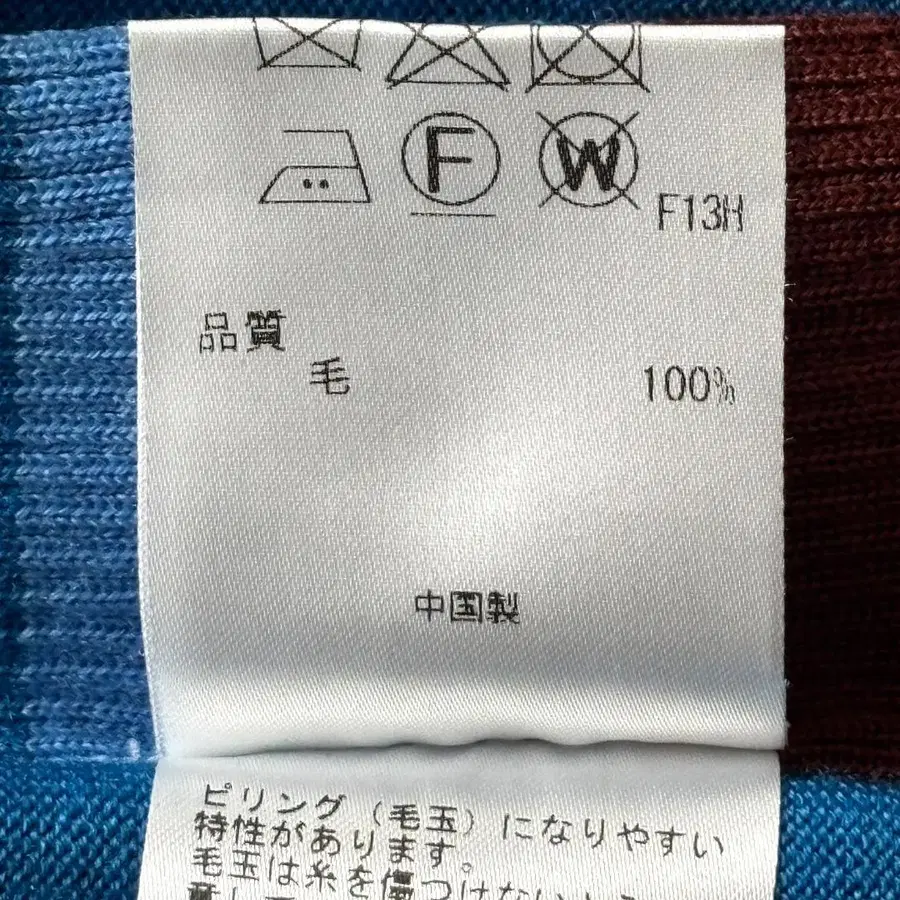 F W
F13H
品質
毛 100%
中国製
ピリング(毛玉)になりやすい
特性があります。
毛玉は糸を傷つけないよう